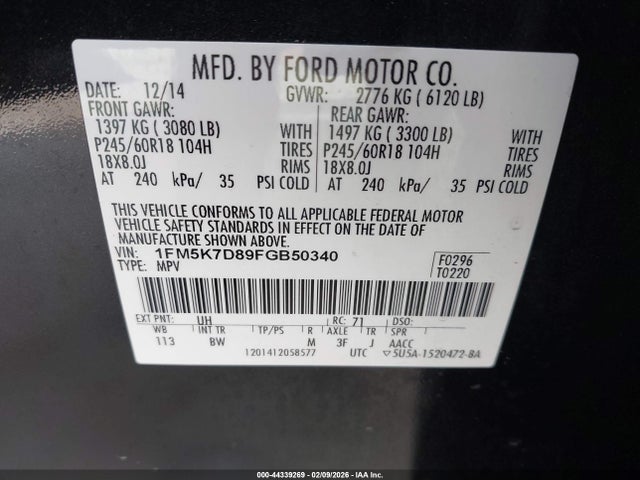 MFD. BY FORD MOTOR CO.
DATE: 12/14 GVWR: 2776 KG ( 6120 LB)
FRONT GAWR: REAR GAWR:
1397 KG ( 3080 LB) WITH 1497 KG ( 3300 LB) WITH
P245/60R18 104H TIRES P245/60R18 104H TIRES
18X8.0J RIMS 18X8.0J RIMS
AT 240 kPa/ 35 PSI COLD AT 240 kPa/ 35 PSI COLD
THIS VEHICLE CONFORMS TO ALL APPLICABLE FEDERAL MOTOR
VEHICLE SAFETY STANDARDS IN EFFECT ON THE DATE OF
MANUFACTURE SHOWN ABOVE.
VIN: 1FM5K7D89FGB50340 F0296
TYPE: MPV T0220
EXT PNT: UH RC: 71 DSO:
WB INT TR TP/PS R AXLE TR SPR
113 BW M 3F J AACC
1201412058577 UTC ▽5U5A-1520472-BA
000-44339269 - 02/09/2026 - IAA Inc.